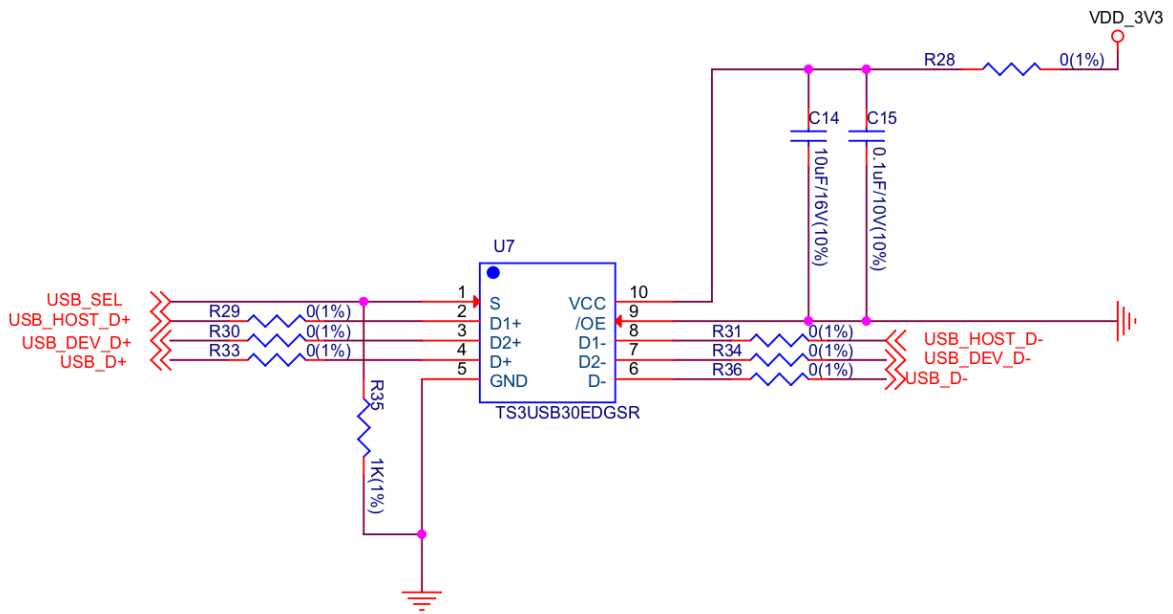 VDD_3V3
R28 0(1%)
C14 C15
10uF/16V(10%)
0.1uF/10V(10%)
U7
USB_SEL 1 S VCC 10
USB_HOST_D+ R29 0(1%) 2 D1+ /OE 9
USB_DEV_D+ R30 0(1%) 3 D2+ D1- 8 R31 0(1%) USB_HOST_D-
USB_D+ R33 0(1%) 4 D+ D2- 7 R34 0(1%) USB_DEV_D-
5 GND D- 6 R36 0(1%) USB_D-
TS3USB30EDGSR
R35
1K(1%)